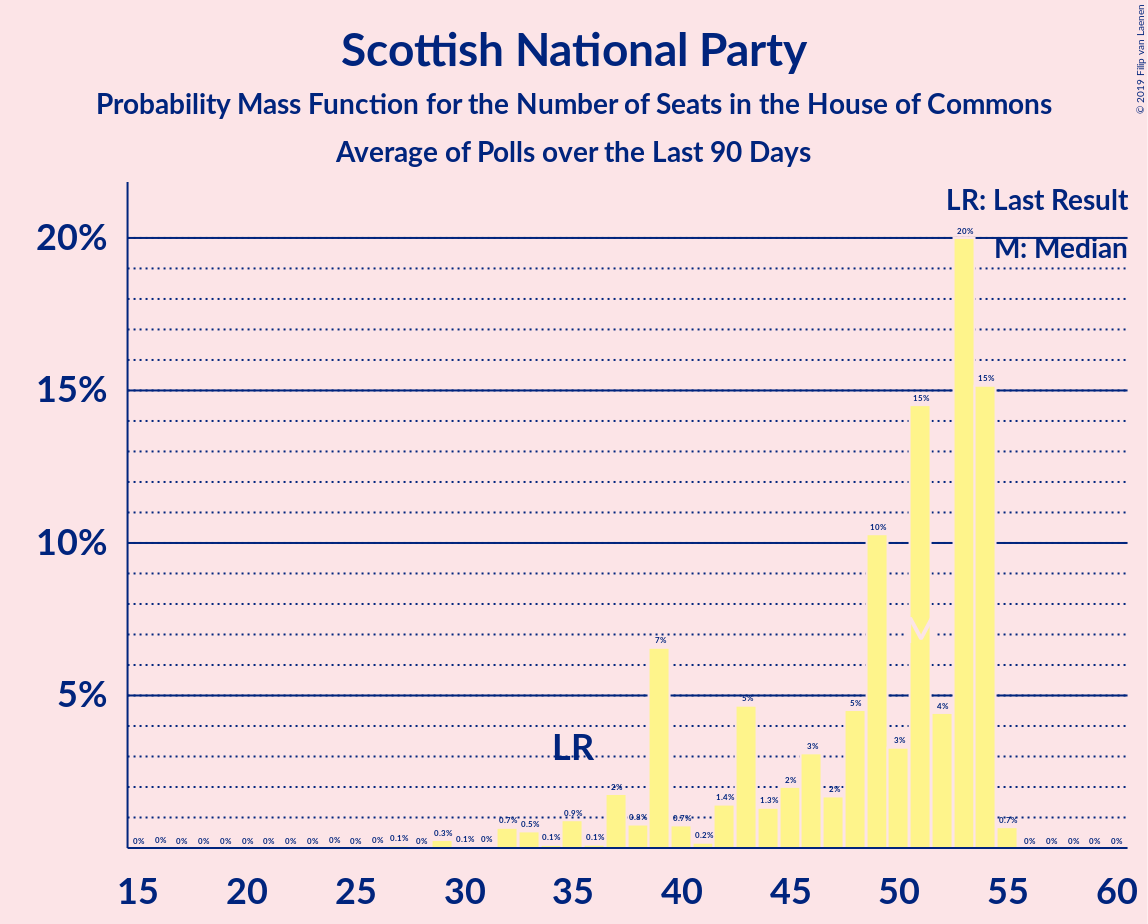 Scottish National Party
Probability Mass Function for the Number of Seats in the House of Commons
Average of Polls over the Last 90 Days
© 2019 Filip van Laenen
LR: Last Result
M: Median
20%
15%
10%
5%
LR
0% 0% 0% 0% 0% 0% 0% 0% 0% 0% 0% 0% 0.1% 0% 0.3% 0.1% 0% 0.7% 0.5% 0.1% 0.9% 0.1% 2% 0.8% 7% 0.7% 0.2% 1.4% 5% 1.3% 2% 3% 2% 5% 10% 3% 15% 4% 20% 15% 0.7% 0% 0% 0% 0% 0%
15 20 25 30 35 40 45 50 55 60